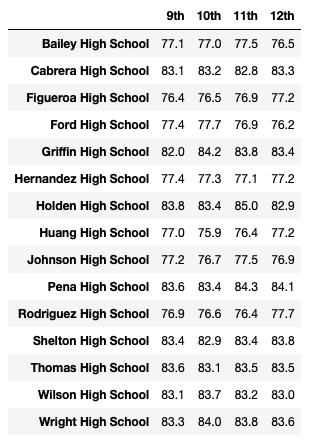 9th 10th 11th 12th
Bailey High School 77.1 77.0 77.5 76.5
Cabrera High School 83.1 83.2 82.8 83.3
Figueroa High School 76.4 76.5 76.9 77.2
Ford High School 77.4 77.7 76.9 76.2
Griffin High School 82.0 84.2 83.8 83.4
Hernandez High School 77.4 77.3 77.1 77.2
Holden High School 83.8 83.4 85.0 82.9
Huang High School 77.0 75.9 76.4 77.2
Johnson High School 77.2 76.7 77.5 76.9
Pena High School 83.6 83.4 84.3 84.1
Rodriguez High School 76.9 76.6 76.4 77.7
Shelton High School 83.4 82.9 83.4 83.8
Thomas High School 83.6 83.1 83.5 83.5
Wilson High School 83.1 83.7 83.2 83.0
Wright High School 83.3 84.0 83.8 83.6